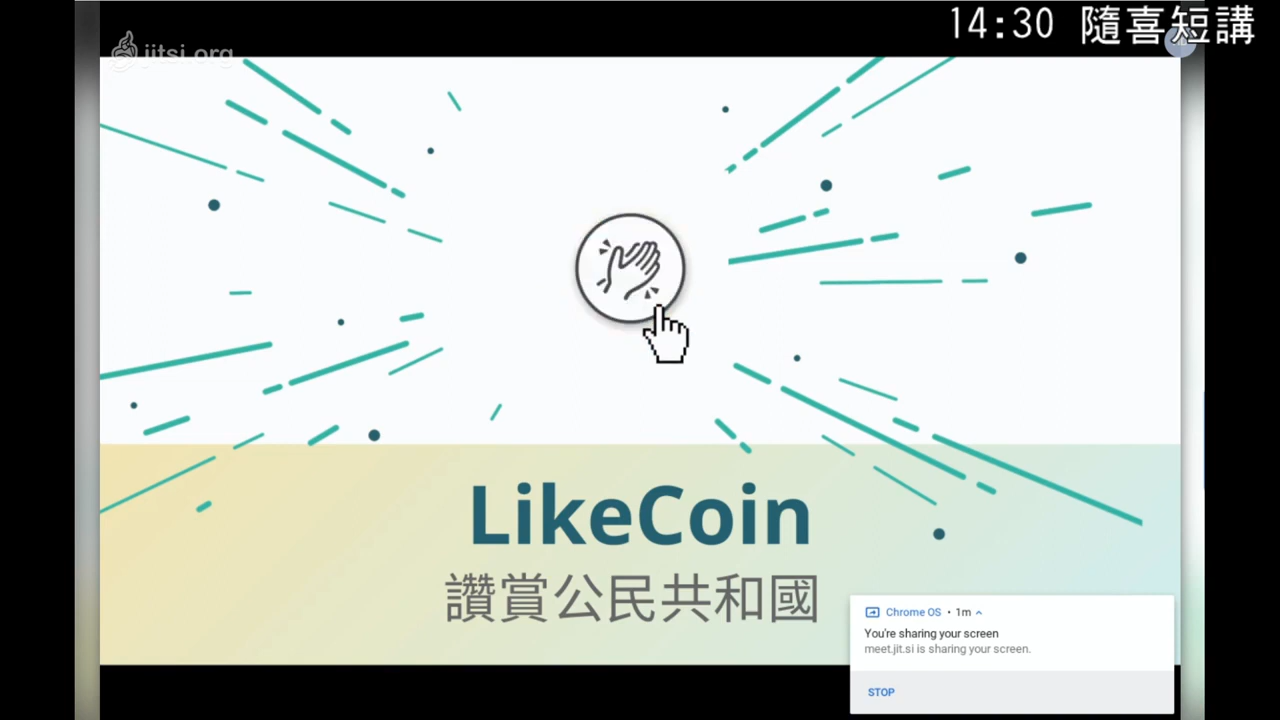 14:30 隨喜短講
jitsi.org
LikeCoin
讚賞公民共和國
Chrome OS • 1m
You're sharing your screen
meet.jit.si is sharing your screen.
STOP